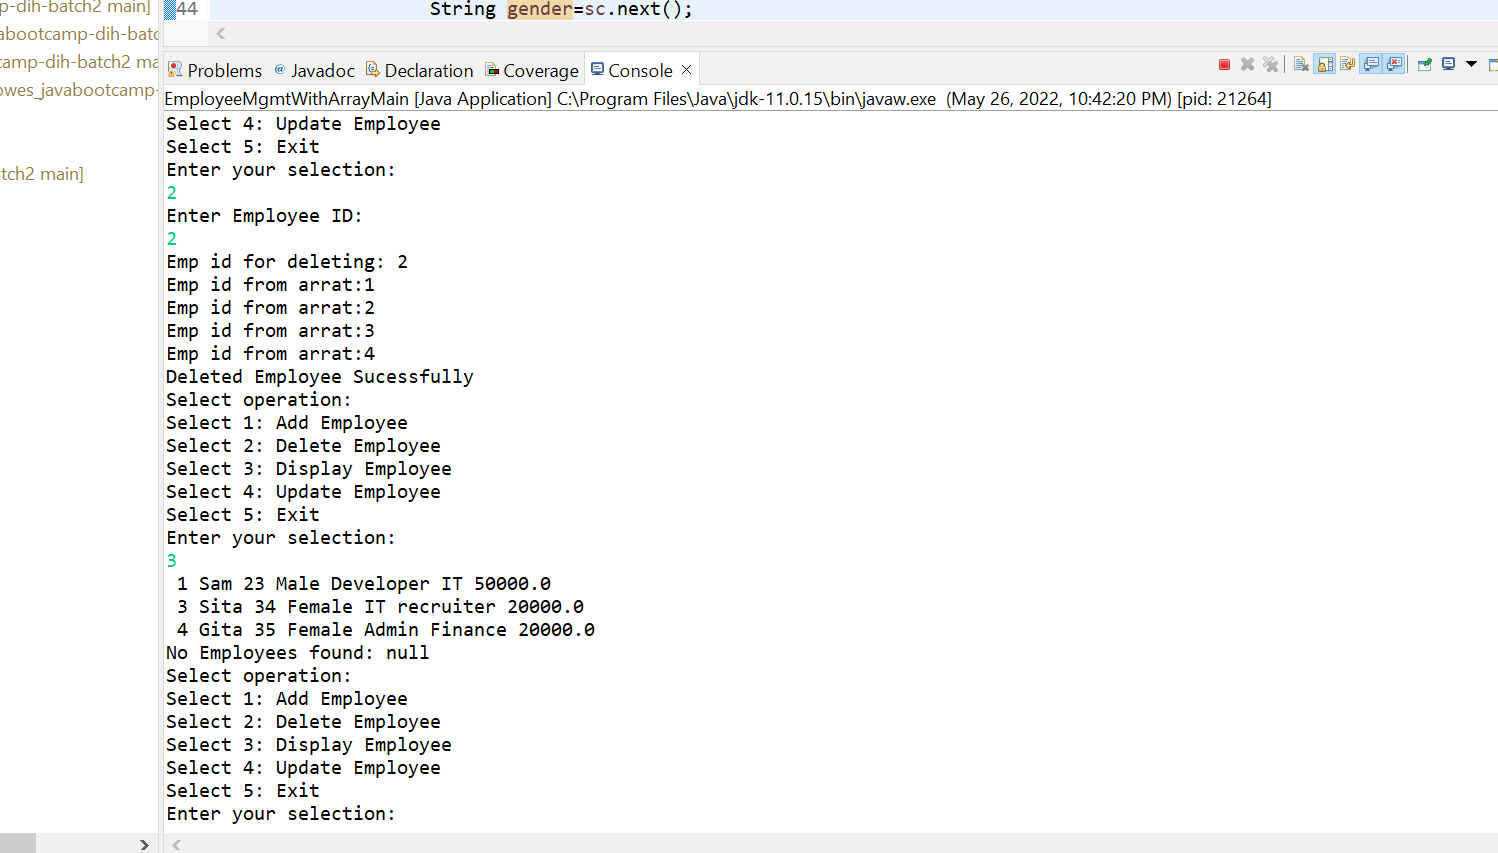 p-dih-batch2 main]
abootcamp-dih-batc
camp-dih-batch2 ma
owes_javabootcamp-
tch2 main]
44 String gender=sc.next();
Problems @ Javadoc Declaration Coverage Console
EmployeeMgmtWithArrayMain [Java Application] C:\Program Files\Java\jdk-11.0.15\bin\javaw.exe (May 26, 2022, 10:42:20 PM) [pid: 21264]
Select 4: Update Employee
Select 5: Exit
Enter your selection:
2
Enter Employee ID:
2
Emp id for deleting: 2
Emp id from arrat:1
Emp id from arrat:2
Emp id from arrat:3
Emp id from arrat:4
Deleted Employee Sucessfully
Select operation:
Select 1: Add Employee
Select 2: Delete Employee
Select 3: Display Employee
Select 4: Update Employee
Select 5: Exit
Enter your selection:
3
1 Sam 23 Male Developer IT 50000.0
3 Sita 34 Female IT recruiter 20000.0
4 Gita 35 Female Admin Finance 20000.0
No Employees found: null
Select operation:
Select 1: Add Employee
Select 2: Delete Employee
Select 3: Display Employee
Select 4: Update Employee
Select 5: Exit
Enter your selection: